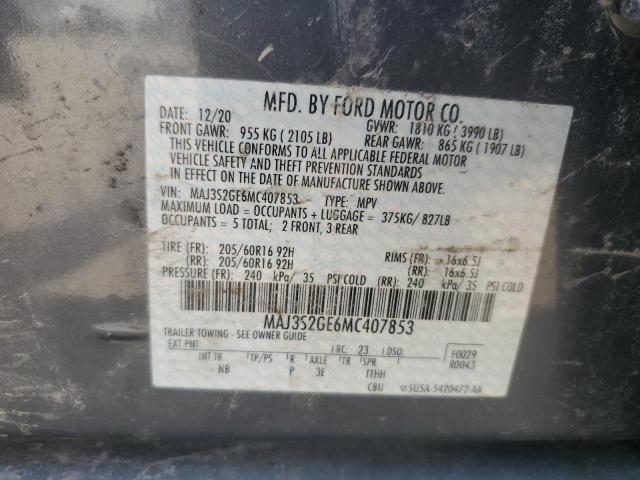 MFD. BY FORD MOTOR CO.
DATE: 12/20 GVWR: 1810 KG ( 3990 LB)
FRONT GAWR: 955 KG ( 2105 LB) REAR GAWR: 865 KG ( 1907 LB)
THIS VEHICLE CONFORMS TO ALL APPLICABLE FEDERAL MOTOR
VEHICLE SAFETY AND THEFT PREVENTION STANDARDS
IN EFFECT ON THE DATE OF MANUFACTURE SHOWN ABOVE.
VIN: MAJ3S2GE6MC407853 TYPE: MPV
MAXIMUM LOAD = OCCUPANTS + LUGGAGE = 375KG/ 827LB
OCCUPANTS = 5 TOTAL; 2 FRONT, 3 REAR
TIRE (FR): 205/60R16 92H RIMS (FR): 16x6.5J
(RR): 205/60R16 92H (RR): 16x6.5J
PRESSURE (FR): 240 kPa/ 35 PSI COLD (RR): 240 kPa/ 35 PSI COLD
MAJ3S2GE6MC407853
TRAILER TOWING - SEE OWNER GUIDE
EXT PNT: RC: 23 DSO: F0029
INT TR TP/PS R AXLE TR SPR R0043
NB P 3E TTHH
CBU SU5A-5420472-AA